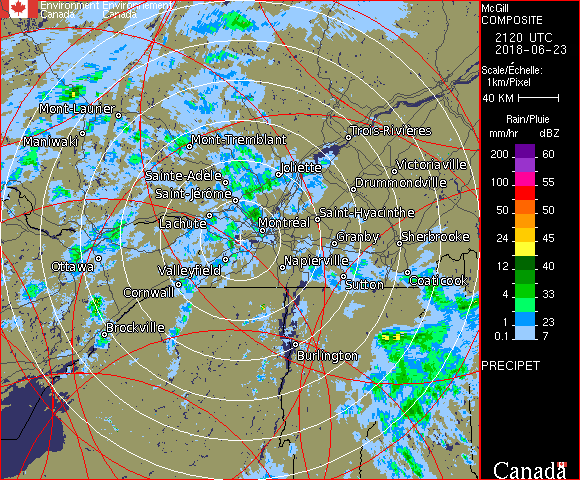 Environment Environnement
Canada Canada
McGill
COMPOSITE
2120 UTC
2018-06-23
Scale/Échelle:
1km/Pixel
40 KM
Rain/Pluie
mm/hr dBZ
200 60
100 55
50 50
24 45
12 40
4 33
1 23
0.1 7
PRECIPET
Canada
Mont-Laurier
Trois-Rivières
Maniwaki
Mont-Tremblant
Joliette
Victoriaville
Sainte-Adèle
Drummondville
Saint-Jérôme
Saint-Hyacinthe
Lachute
Montréal
Granby
Sherbrooke
Ottawa
Valleyfield
Napierville
Cornwall
Sutton
Coaticook
Brockville
Burlington